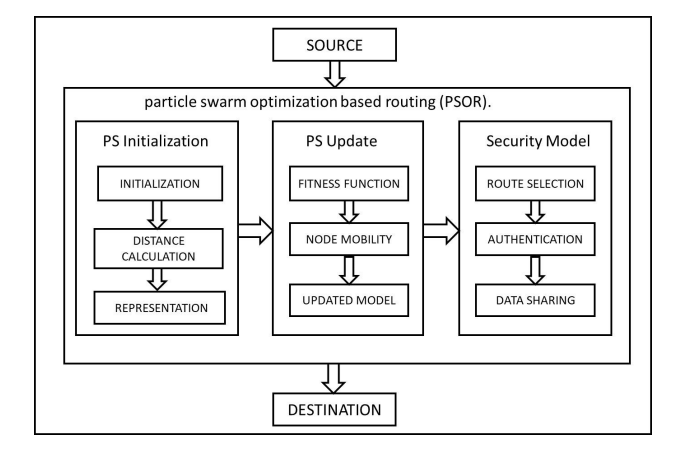 SOURCE
particle swarm optimization based routing (PSOR).
PS Initialization
INITIALIZATION
DISTANCE
CALCULATION
REPRESENTATION
PS Update
FITNESS FUNCTION
NODE MOBILITY
UPDATED MODEL
Security Model
ROUTE SELECTION
AUTHENTICATION
DATA SHARING
DESTINATION